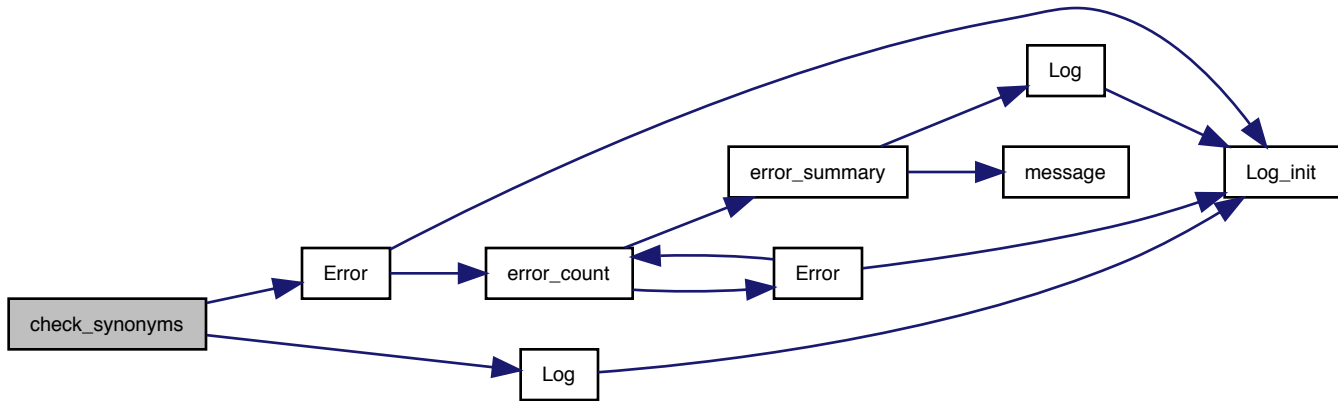 Log
error_summary
message
Log_init
Error
error_count
Error
check_synonyms
Log